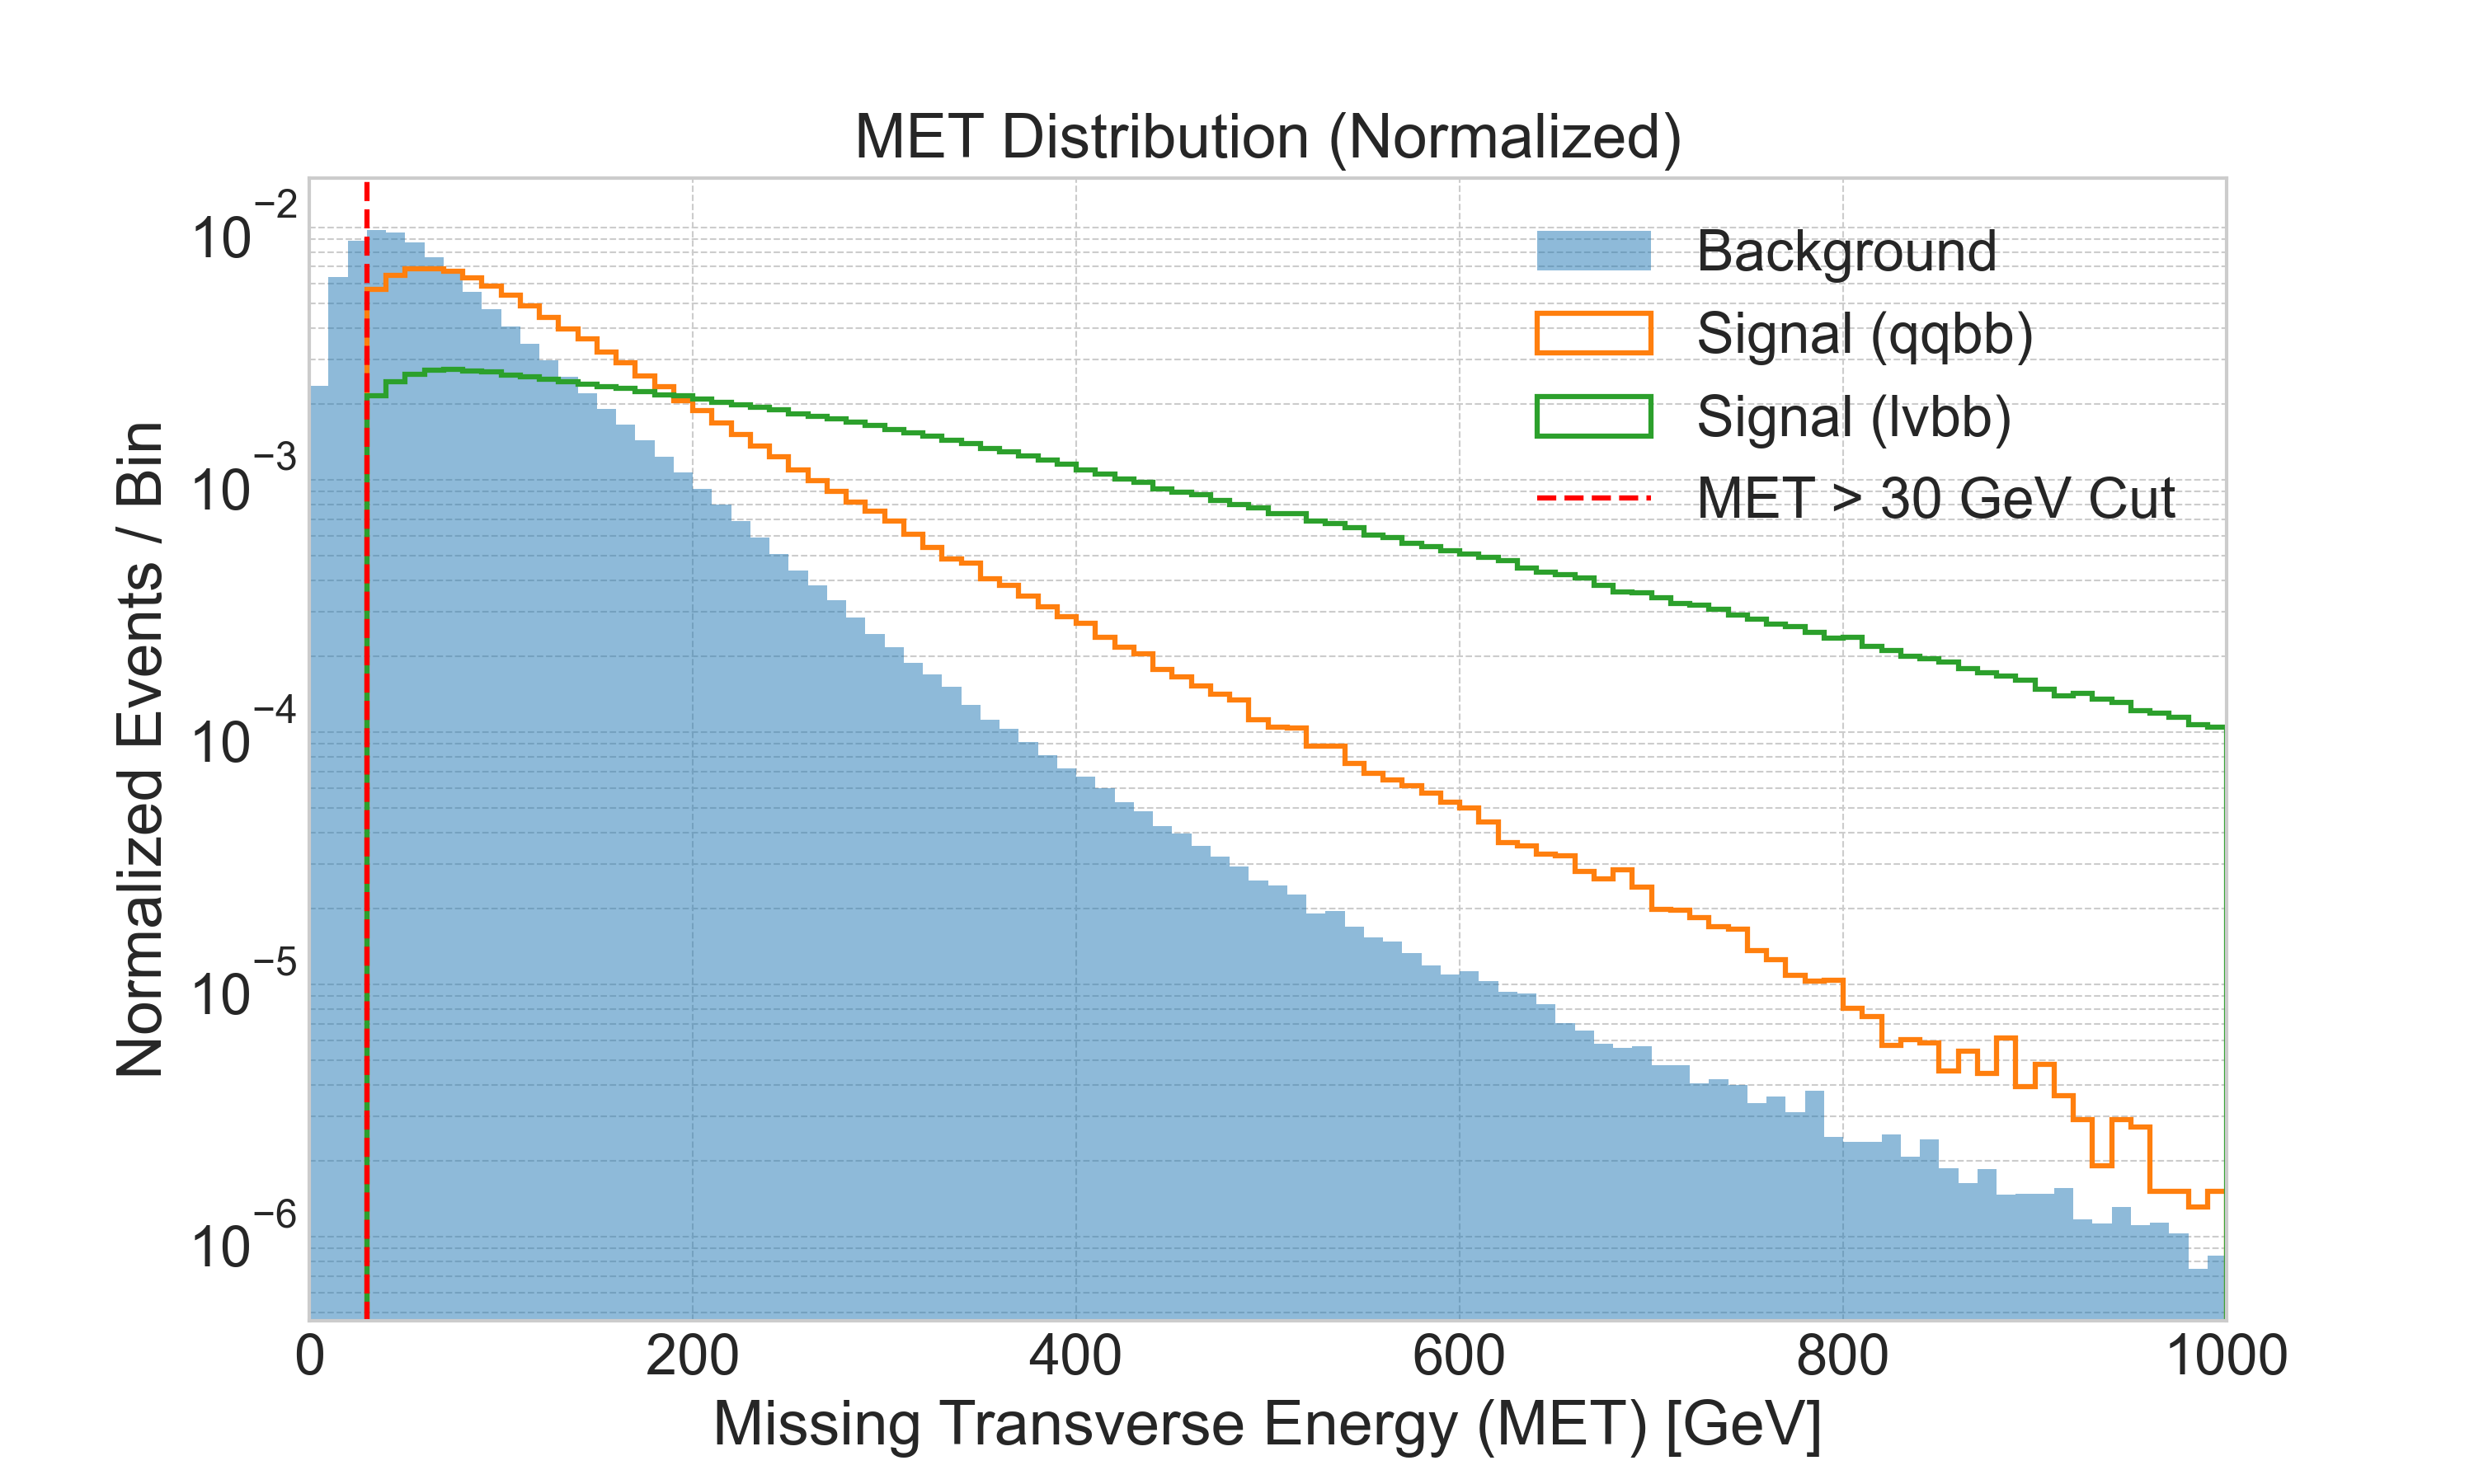 MET Distribution (Normalized)
Normalized Events / Bin
10⁻²
10⁻³
10⁻⁴
10⁻⁵
10⁻⁶
Background
Signal (qqbb)
Signal (lvbb)
MET > 30 GeV Cut
0 200 400 600 800 1000
Missing Transverse Energy (MET) [GeV]